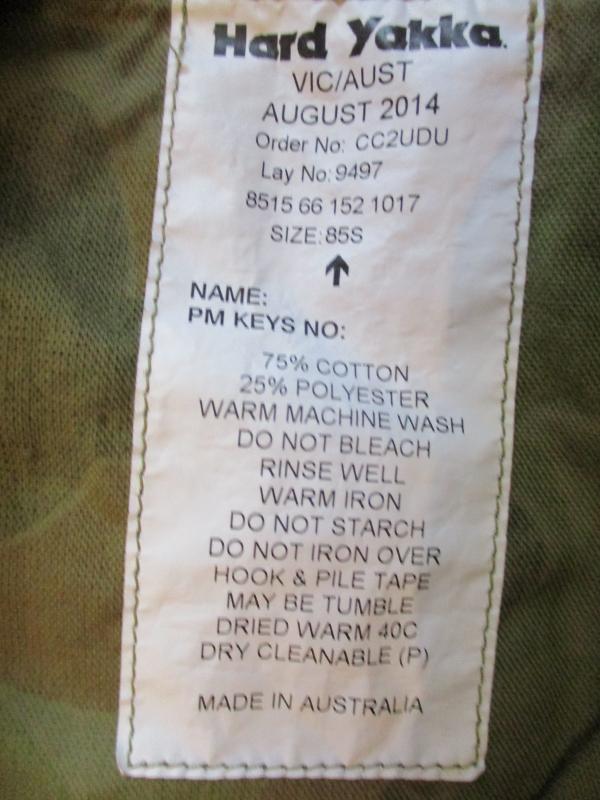 Hard Yakka.
VIC/AUST
AUGUST 2014
Order No: CC2UDU
Lay No: 9497
8515 66 152 1017
SIZE: 85S
NAME:
PM KEYS NO:
75% COTTON
25% POLYESTER
WARM MACHINE WASH
DO NOT BLEACH
RINSE WELL
WARM IRON
DO NOT STARCH
DO NOT IRON OVER
HOOK & PILE TAPE
MAY BE TUMBLE
DRIED WARM 40C
DRY CLEANABLE (P)
MADE IN AUSTRALIA